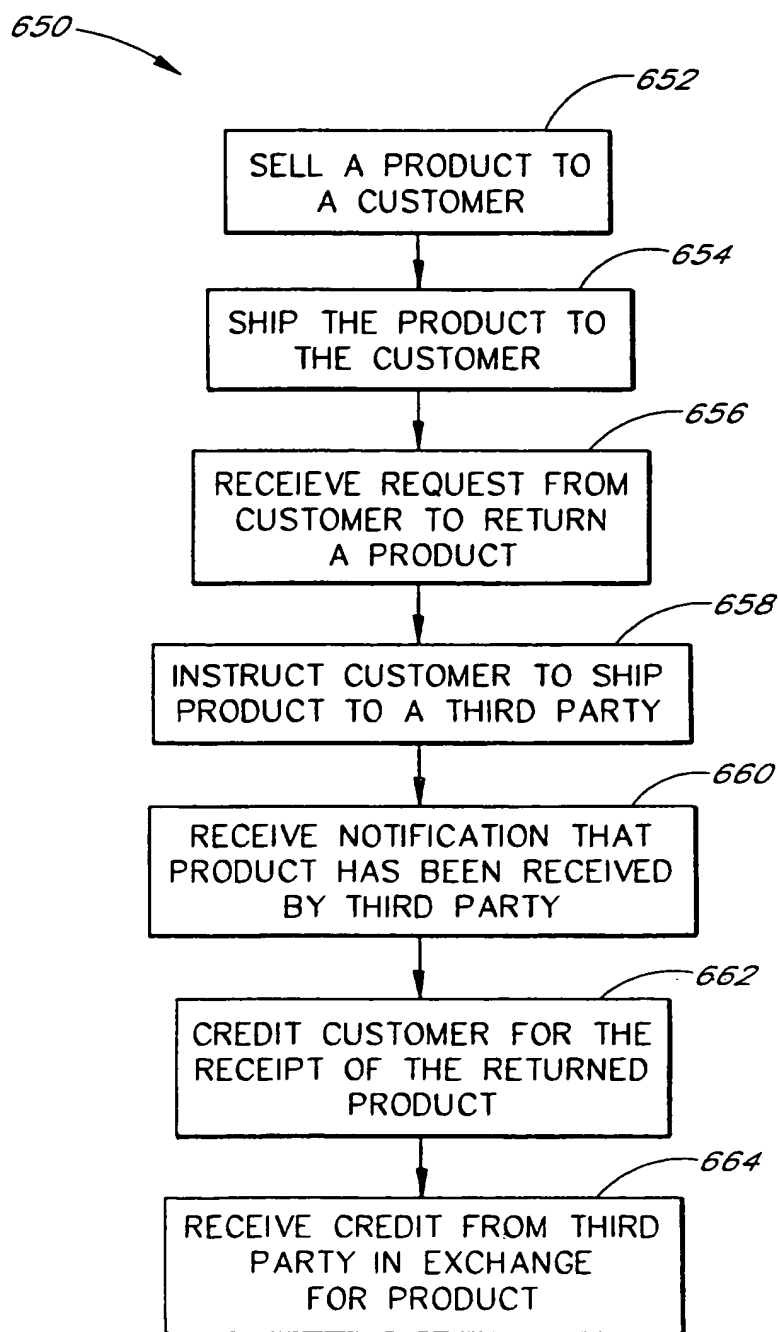 650
652
SELL A PRODUCT TO
A CUSTOMER
654
SHIP THE PRODUCT TO
THE CUSTOMER
656
RECEIEVE REQUEST FROM
CUSTOMER TO RETURN
A PRODUCT
658
INSTRUCT CUSTOMER TO SHIP
PRODUCT TO A THIRD PARTY
660
RECEIVE NOTIFICATION THAT
PRODUCT HAS BEEN RECEIVED
BY THIRD PARTY
662
CREDIT CUSTOMER FOR THE
RECEIPT OF THE RETURNED
PRODUCT
664
RECEIVE CREDIT FROM THIRD
PARTY IN EXCHANGE
FOR PRODUCT